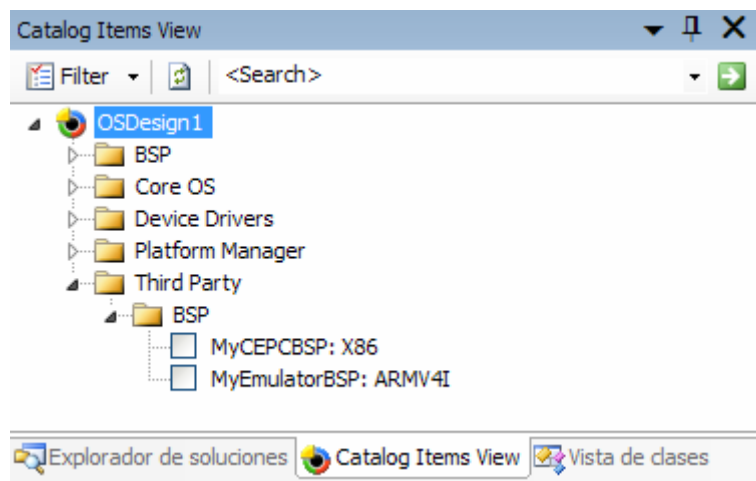 Catalog Items View
Filter <Search>
OSDesign1
BSP
Core OS
Device Drivers
Platform Manager
Third Party
BSP
MyCEPCBSP: X86
MyEmulatorBSP: ARMV4I
Explorador de soluciones Catalog Items View Vista de clases